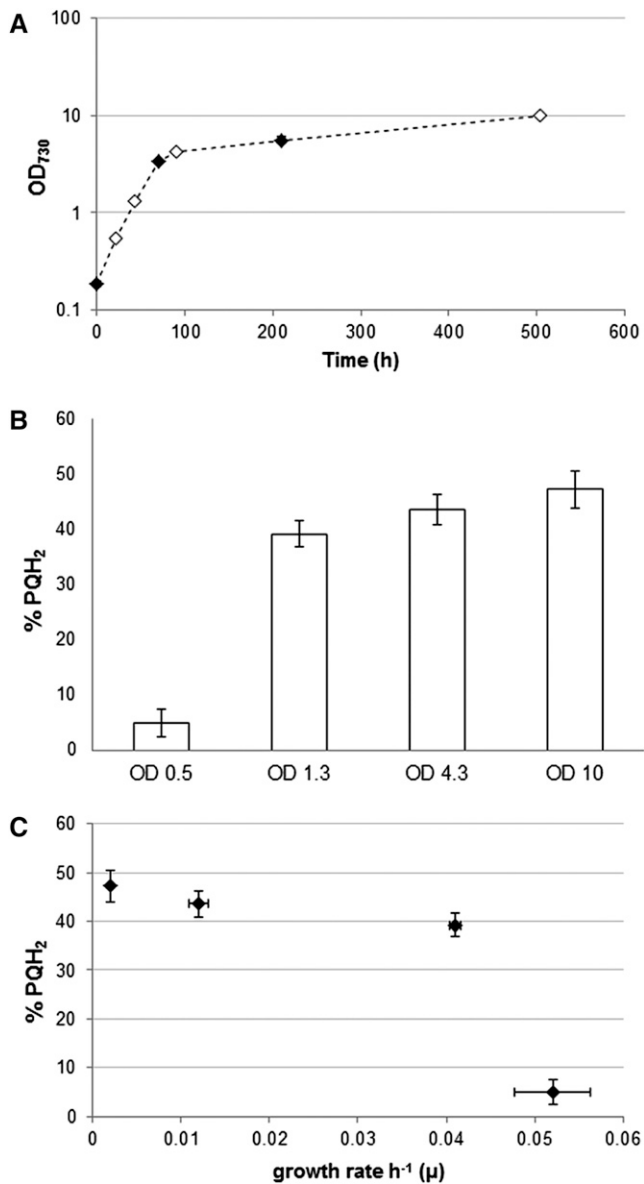 A
100
10
1
0.1
OD₇₃₀
0 100 200 300 400 500 600
Time (h)
B
60
50
40
30
20
10
0
% PQH₂
OD 0.5 OD 1.3 OD 4.3 OD 10
C
60
50
40
30
20
10
0
% PQH₂
0 0.01 0.02 0.03 0.04 0.05 0.06
growth rate h⁻¹ (µ)